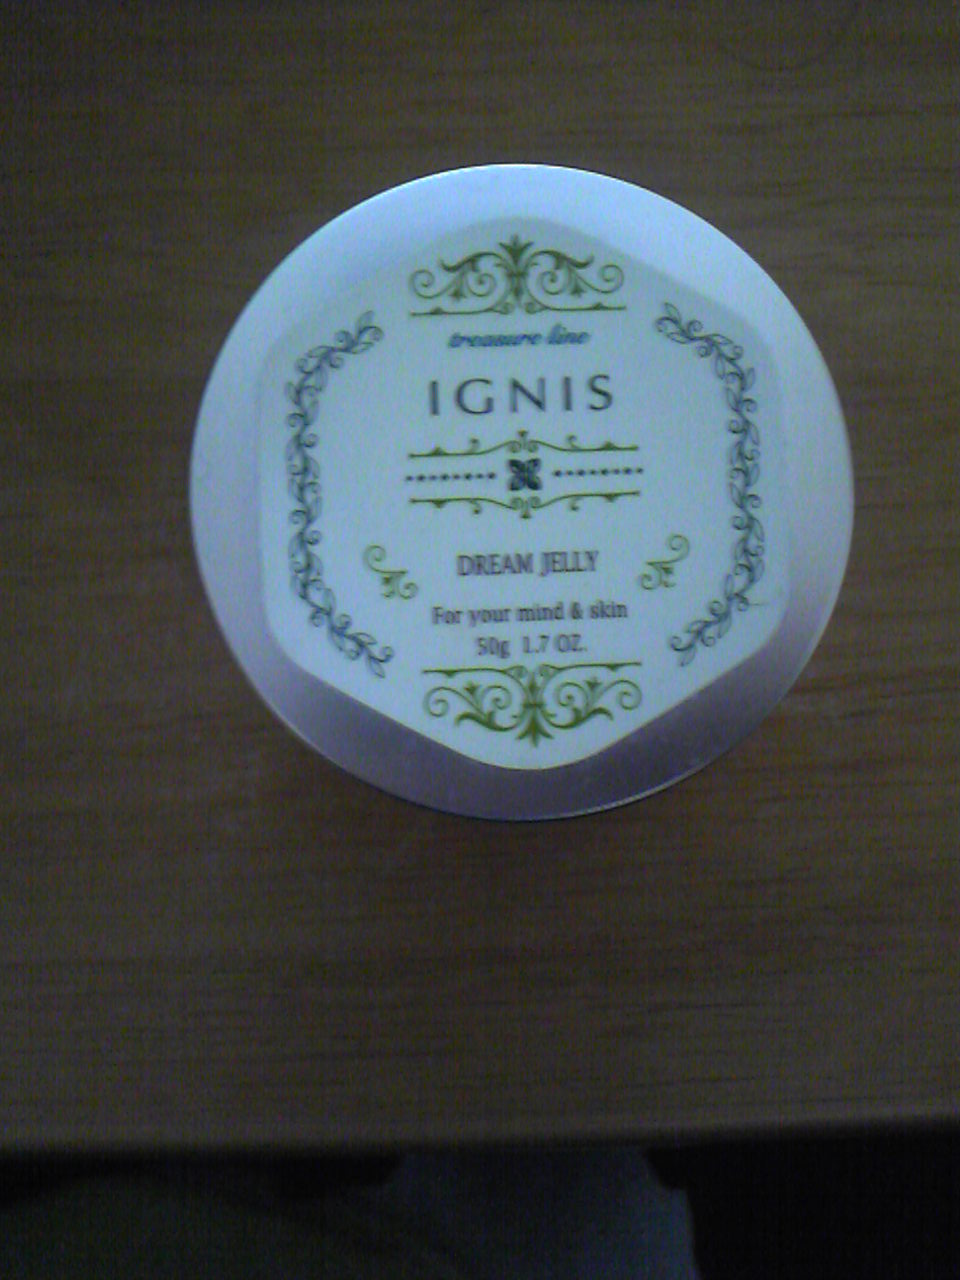 treasure line
IGNIS
DREAM JELLY
For your mind & skin
50g 1.7 OZ.